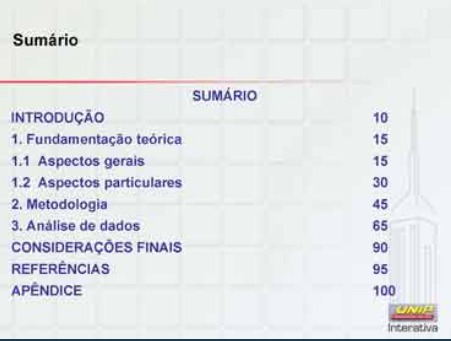 Sumário
SUMÁRIO
INTRODUÇÃO 10
1. Fundamentação teórica 15
1.1 Aspectos gerais 15
1.2 Aspectos particulares 30
2. Metodologia 45
3. Análise de dados 65
CONSIDERAÇÕES FINAIS 90
REFERÊNCIAS 95
APÊNDICE 100
UNIP
Interativa